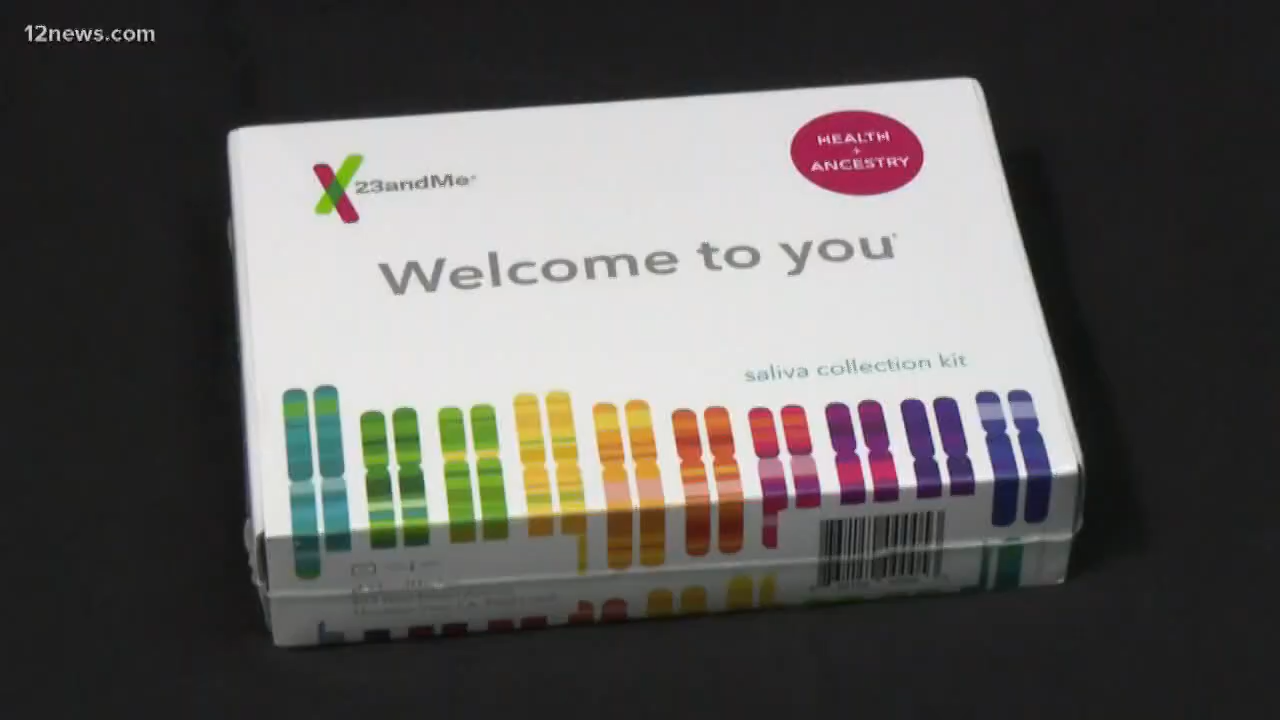 12news.com
HEALTH
+
ANCESTRY
23andMe®
Welcome to you®
saliva collection kit